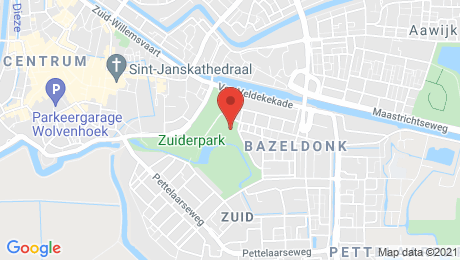 Dieze
Zuid-Willemsvaart
Aawijk
CENTRUM
Sint-Janskathedraal
P
Parkeergarage
Wolvenhoek
Maastrichtseweg
Zuiderpark
BAZELDONK
Pettelaarseweg
ZUID
Google
Pettelaarseweg
PETT
Map data ©2021